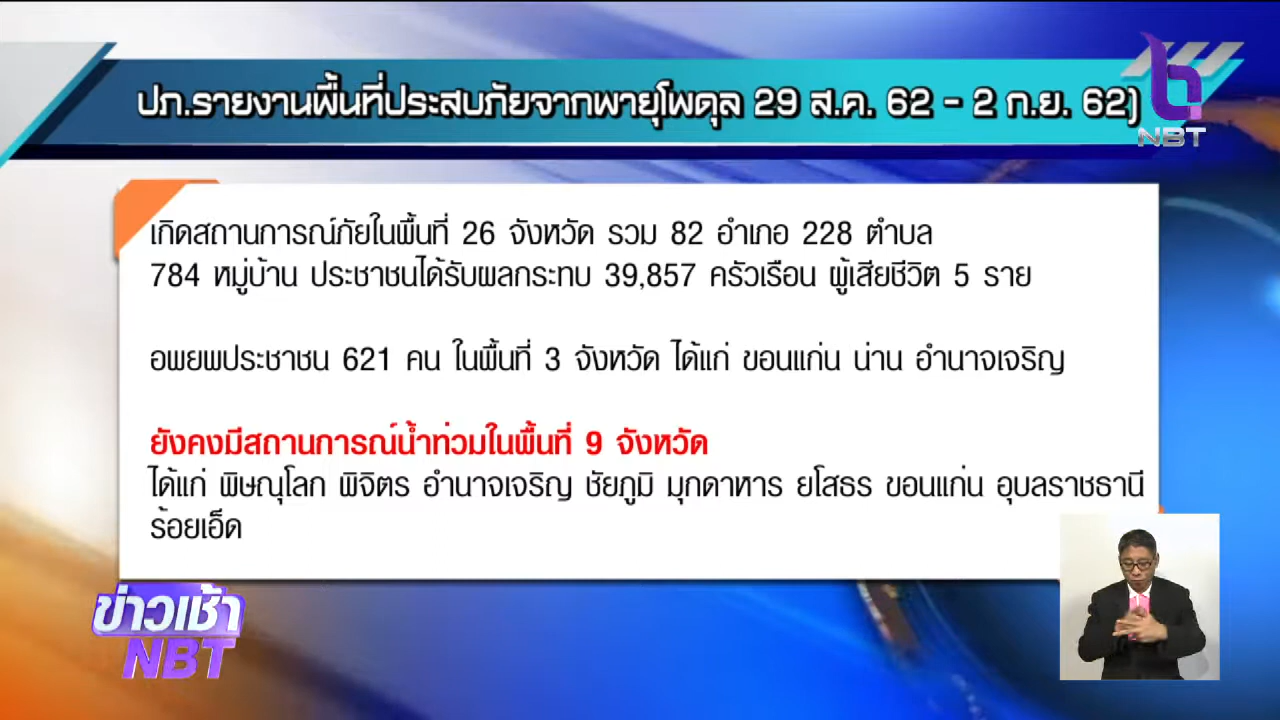 ปภ.รายงานพื้นที่ประสบภัยจากพายุโพดุล 29 ส.ค. 62 - 2 ก.ย. 62)
NBT
เกิดสถานการณ์ภัยในพื้นที่ 26 จังหวัด รวม 82 อำเภอ 228 ตำบล
784 หมู่บ้าน ประชาชนได้รับผลกระทบ 39,857 ครัวเรือน ผู้เสียชีวิต 5 ราย
อพยพประชาชน 621 คน ในพื้นที่ 3 จังหวัด ได้แก่ ขอนแก่น น่าน อำนาจเจริญ
ยังคงมีสถานการณ์น้ำท่วมในพื้นที่ 9 จังหวัด
ได้แก่ พิษณุโลก พิจิตร อำนาจเจริญ ชัยภูมิ มุกดาหาร ยโสธร ขอนแก่น อุบลราชธานี
ร้อยเอ็ด
ข่าวเช้า
NBT